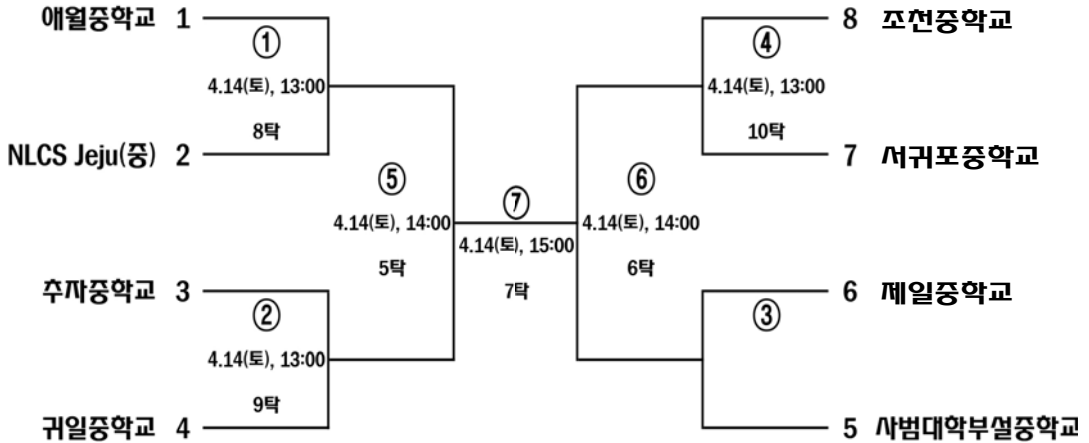 애월중학교 1
①
4.14(토), 13:00
8탁
NLCS Jeju(중) 2
⑤
4.14(토), 14:00
5탁
추자중학교 3
②
4.14(토), 13:00
9탁
귀일중학교 4
⑦
4.14(토), 15:00
7탁
8 조천중학교
④
4.14(토), 13:00
10탁
7 서귀포중학교
⑥
4.14(토), 14:00
6탁
6 제일중학교
③
5 사범대학부설중학교